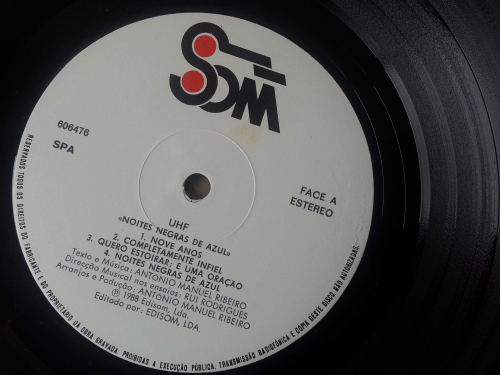 SOM
606476
SPA
FACE A
ESTEREO
UHF
«NOITES NEGRAS DE AZUL»
1. NOVE ANOS
2. COMPLETAMENTE INFIEL
3. QUERO ESTOIRAR-É UMA ORAÇÃO
4. NOITES NEGRAS DE AZUL
Texto e Música: ANTÓNIO MANUEL RIBEIRO
Direcção Musical, nos ensaios: RUI RODRIGUES
Arranjos e Produção: ANTÓNIO MANUEL RIBEIRO
Ⓟ 1988 Edisom, Lda.
Editado por: EDISOM, LDA.
RESERVADOS TODOS OS DIREITOS DO FABRICANTE E DO PROPRIETÁRIO DA OBRA GRAVADA. PROIBIDAS A EXECUÇÃO PÚBLICA, TRANSMISSÃO RADIOFÓNICA E CÓPIA DESTE DISCO NÃO AUTORIZADAS.